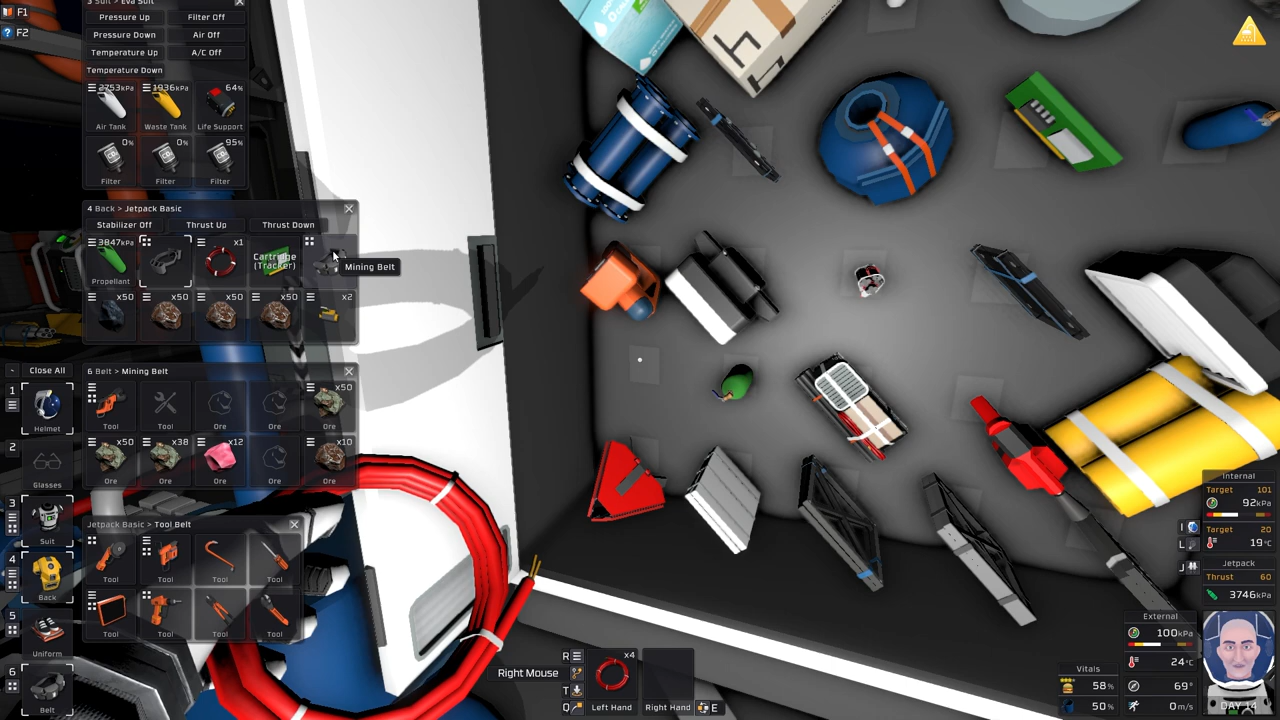 F1
F2
3 Suit > Eva Suit
Pressure Up
Filter Off
Pressure Down
Air Off
Temperature Up
A/C Off
Temperature Down
2753kPa
1936kPa
64%
Air Tank
Waste Tank
Life Support
0%
0%
95%
Filter
Filter
Filter
4 Back > Jetpack Basic
Stabilizer Off
Thrust Up
Thrust Down
3847kPa
x1
Cartridge
(Tracker)
Propellant
Mining Belt
x50
x50
x50
x50
x2
Close All
6 Belt > Mining Belt
x50
Tool
Tool
Ore
Ore
Ore
x50
x38
x12
x10
Ore
Ore
Ore
Ore
Ore
Jetpack Basic > Tool Belt
Tool
Tool
Tool
Tool
Tool
Tool
Tool
Tool
1
Helmet
2
Glasses
3
Suit
4
Back
5
Uniform
6
Belt
Right Mouse
R
T
Q
x4
Left Hand
Right Hand
E
Internal
Target 101
92kPa
Target 20
19°C
Jetpack
Thrust 60
3746kPa
I
L
J
External
100kPa
24°C
69°
0m/s
Vitals
58%
50%
DAY 14